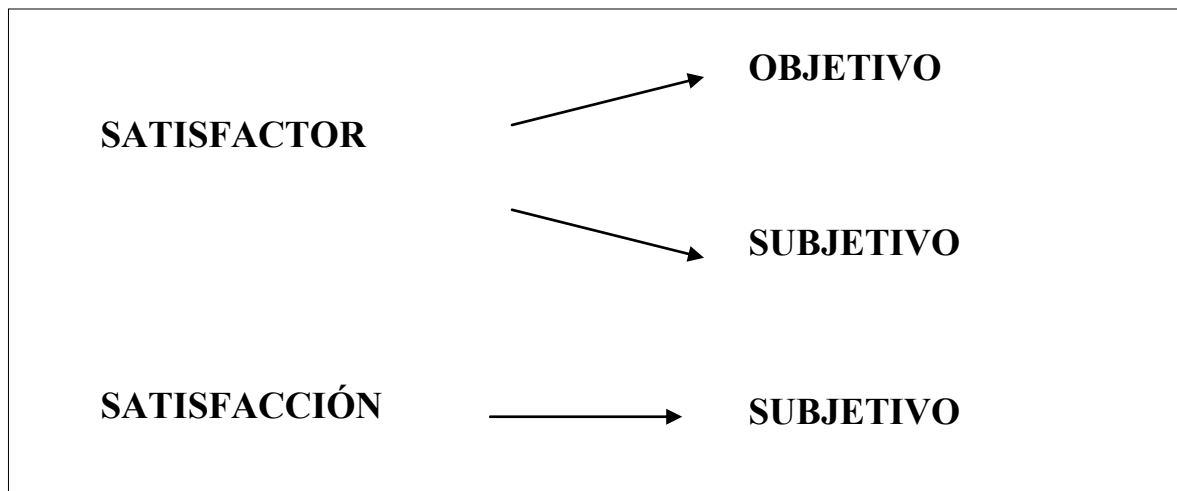 OBJETIVO
SATISFACTOR
SUBJETIVO
SATISFACCIÓN
SUBJETIVO